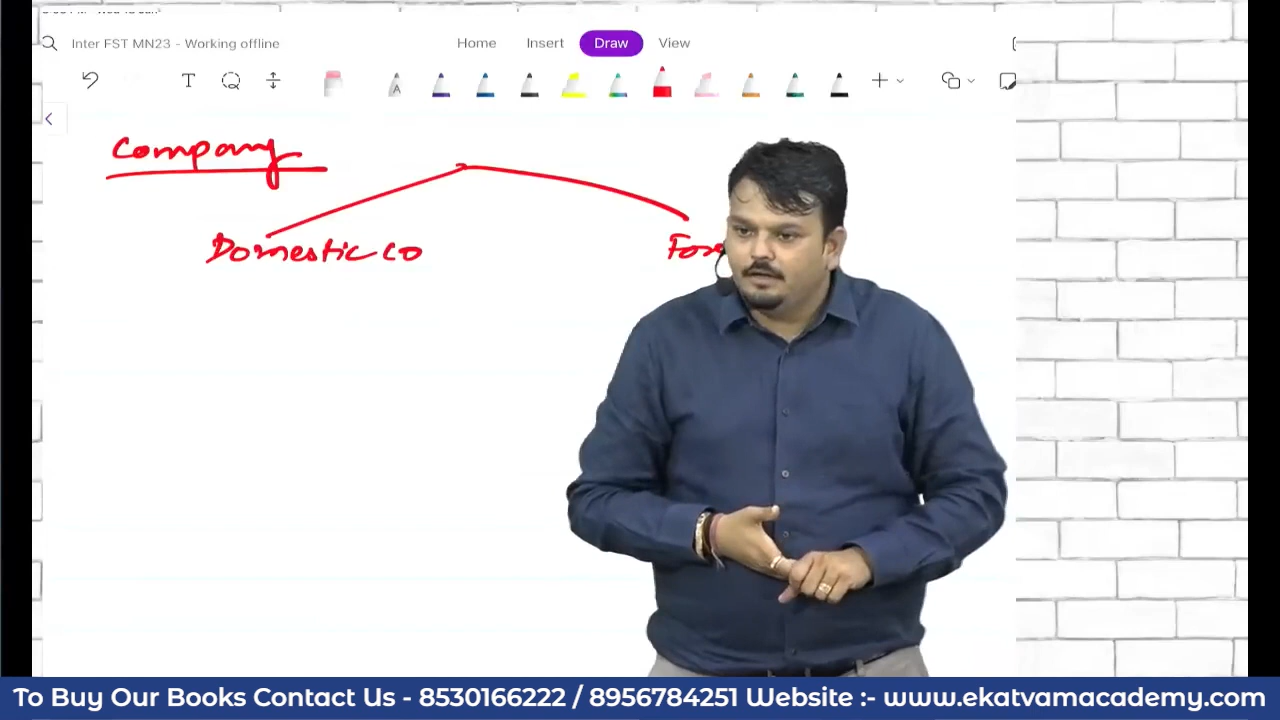 Inter FST MN23 - Working offline
Home Insert Draw View
T
A
Company
Domestic co
To Buy Our Books Contact Us - 8530166222 / 8956784251 Website :- www.ekatvamacademy.com